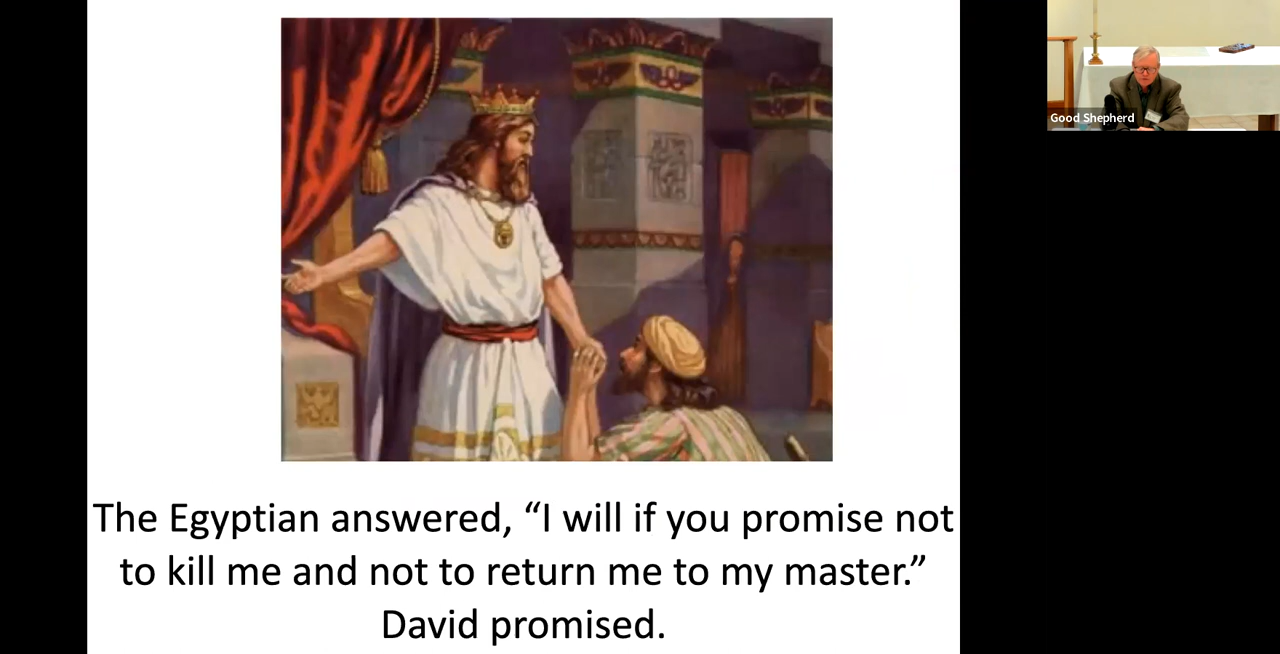 Good Shepherd
The Egyptian answered, “I will if you promise not
to kill me and not to return me to my master.”
David promised.